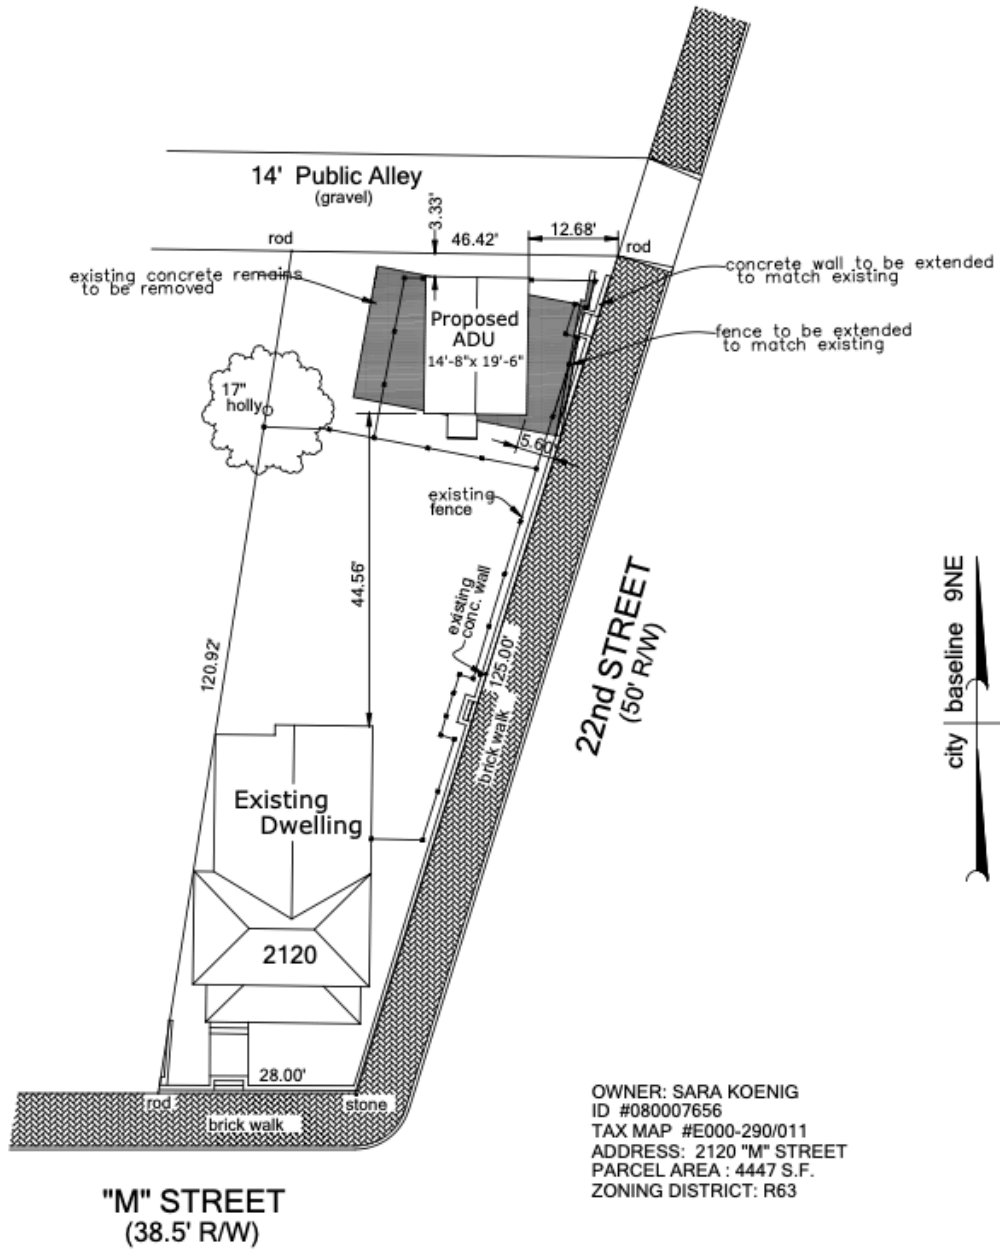 14' Public Alley
(gravel)
3.33'
46.42'
12.68'
rod
rod
existing concrete remains
to be removed
concrete wall to be extended
to match existing
Proposed
ADU
14'-8"x 19'-6"
fence to be extended
to match existing
17"
holly
5.60'
existing
fence
44.56'
existing
conc. wall
125.00'
brick walk
120.92'
22nd STREET
(50' R/W)
city baseline 9NE
Existing
Dwelling
2120
28.00'
rod
stone
brick walk
"M" STREET
(38.5' R/W)
OWNER: SARA KOENIG
ID #080007656
TAX MAP #E000-290/011
ADDRESS: 2120 "M" STREET
PARCEL AREA : 4447 S.F.
ZONING DISTRICT: R63